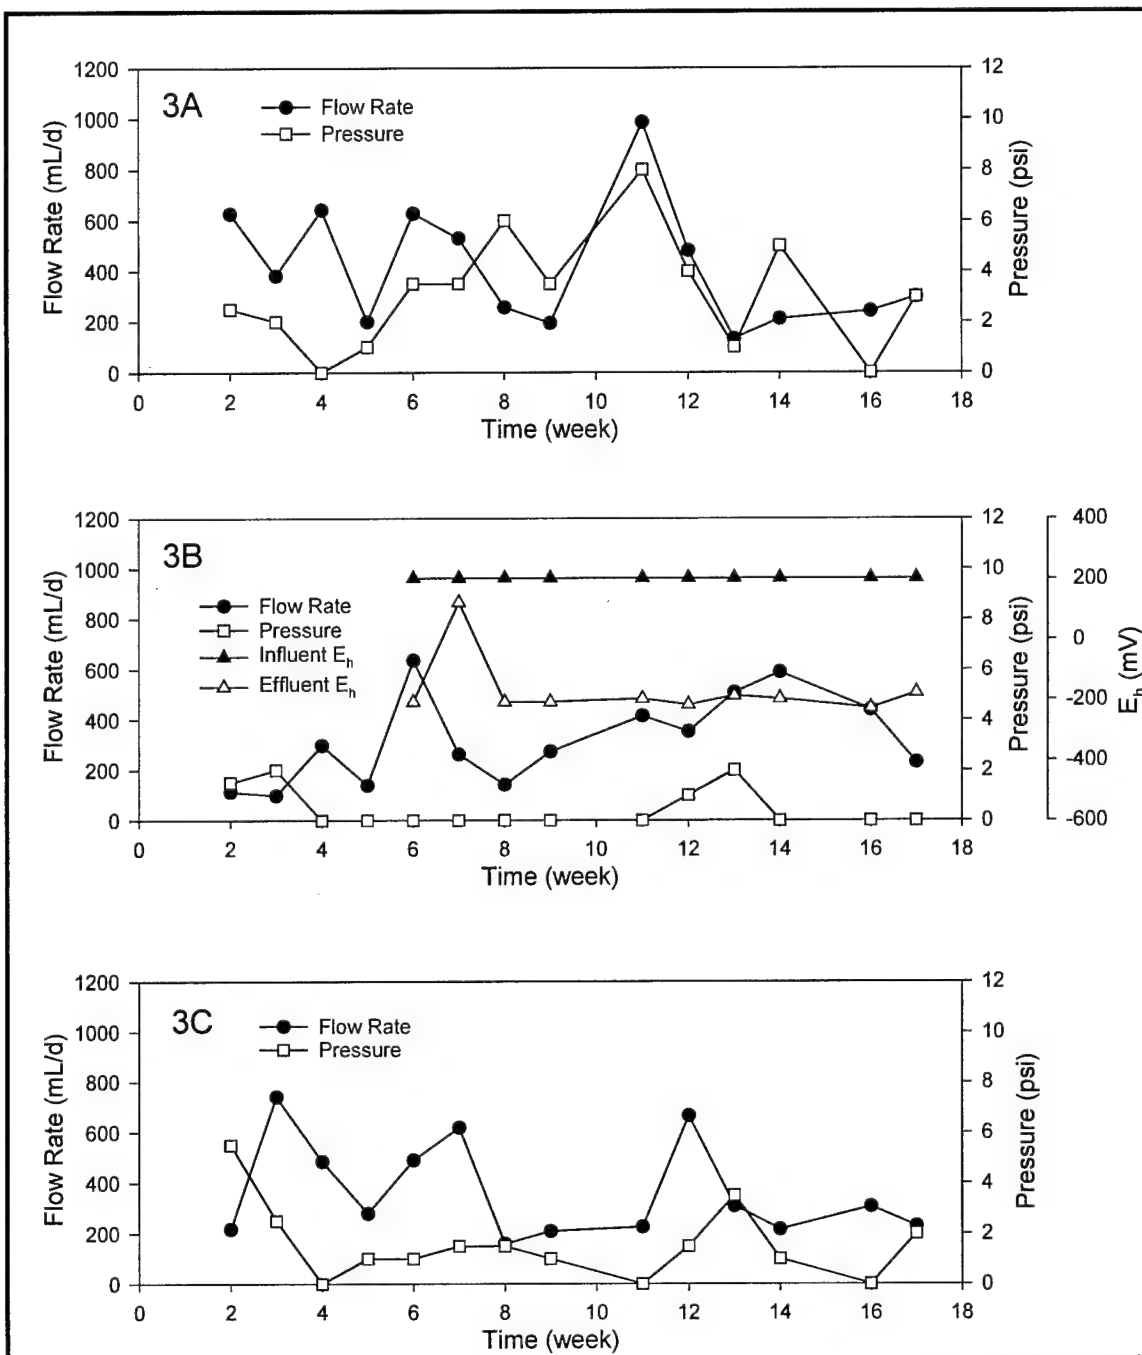 3A
Flow Rate
Pressure
1200
1000
800
600
400
200
0
Flow Rate (mL/d)
12
10
8
6
4
2
0
Pressure (psi)
0 2 4 6 8 10 12 14 16 18
Time (week)
3B
Flow Rate
Pressure
Influent Eh
Effluent Eh
1200
1000
800
600
400
200
0
Flow Rate (mL/d)
12
10
8
6
4
2
0
Pressure (psi)
400
200
0
-200
-400
-600
Eh (mV)
0 2 4 6 8 10 12 14 16 18
Time (week)
3C
Flow Rate
Pressure
1200
1000
800
600
400
200
0
Flow Rate (mL/d)
12
10
8
6
4
2
0
Pressure (psi)
0 2 4 6 8 10 12 14 16 18
Time (week)